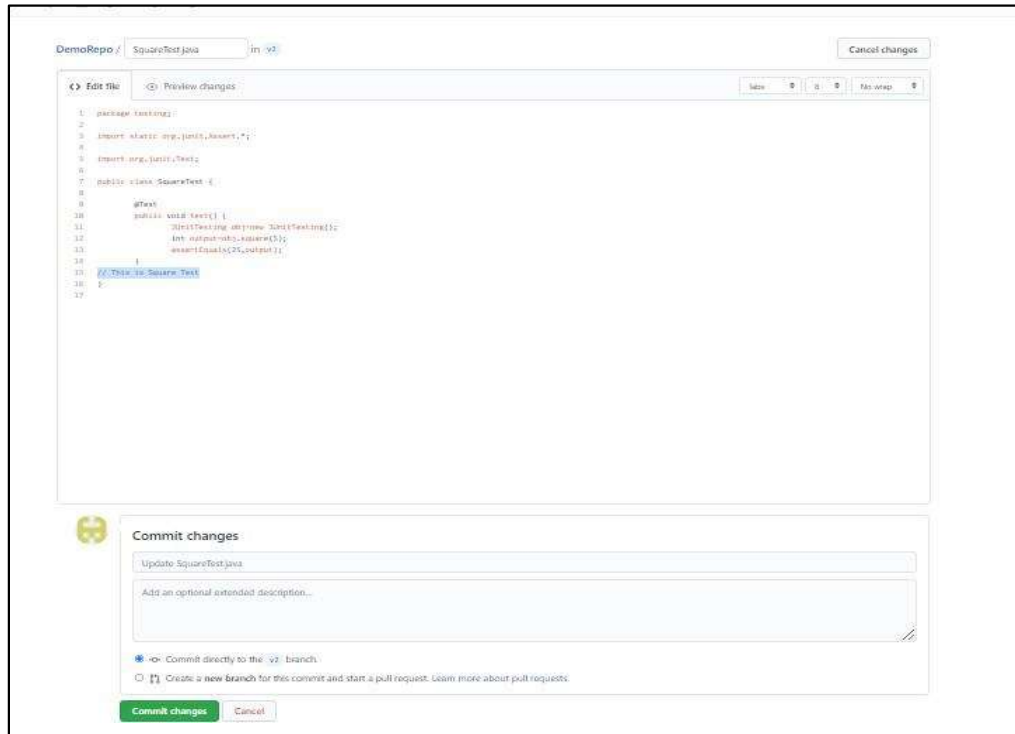 DemoRepo / SquareTest.java in v2 Cancel changes
<> Edit file Preview changes Tabs 8 No wrap
1 package testing;
2
3 import static org.junit.Assert.*;
4
5 import org.junit.Test;
6
7 public class SquareTest {
8
9 @Test
10 public void test() {
11 JUnitTesting obj=new JUnitTesting();
12 int output=obj.square(5);
13 assertEquals(25,output);
14 }
15 // This is Square Test
16 }
17
Commit changes
Update SquareTest.java
Add an optional extended description...
Commit directly to the v2 branch.
Create a new branch for this commit and start a pull request. Learn more about pull requests.
Commit changes Cancel